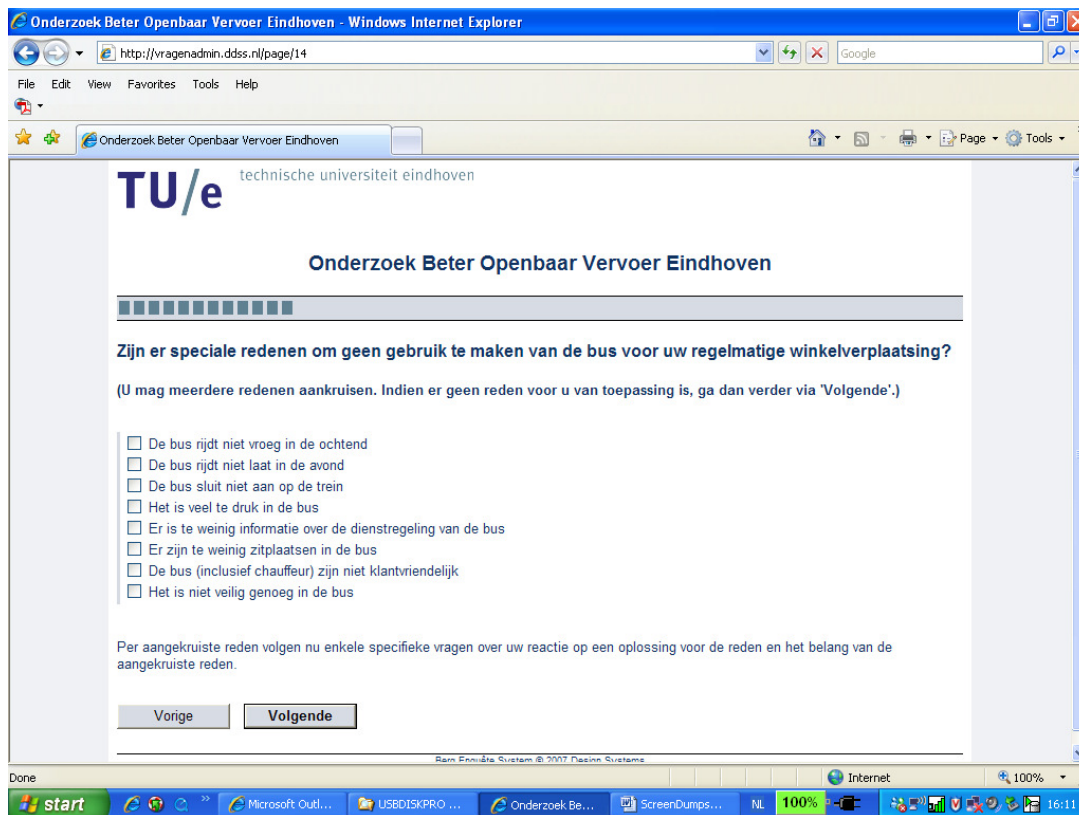 Onderzoek Beter Openbaar Vervoer Eindhoven - Windows Internet Explorer
http://vragenadmin.ddss.nl/page/14
Google
File Edit View Favorites Tools Help
Onderzoek Beter Openbaar Vervoer Eindhoven
Page Tools
TU/e technische universiteit eindhoven
Onderzoek Beter Openbaar Vervoer Eindhoven
Zijn er speciale redenen om geen gebruik te maken van de bus voor uw regelmatige winkelverplaatsing?
(U mag meerdere redenen aankruisen. Indien er geen reden voor u van toepassing is, ga dan verder via 'Volgende'.)
De bus rijdt niet vroeg in de ochtend
De bus rijdt niet laat in de avond
De bus sluit niet aan op de trein
Het is veel te druk in de bus
Er is te weinig informatie over de dienstregeling van de bus
Er zijn te weinig zitplaatsen in de bus
De bus (inclusief chauffeur) zijn niet klantvriendelijk
Het is niet veilig genoeg in de bus
Per aangekruiste reden volgen nu enkele specifieke vragen over uw reactie op een oplossing voor de reden en het belang van de
aangekruiste reden.
Vorige Volgende
Berg Enquête System © 2007 Design Systems
Done Internet 100%
start Microsoft Outl... USBDISKPRO ... Onderzoek Be... ScreenDumps... NL 100% 16:11